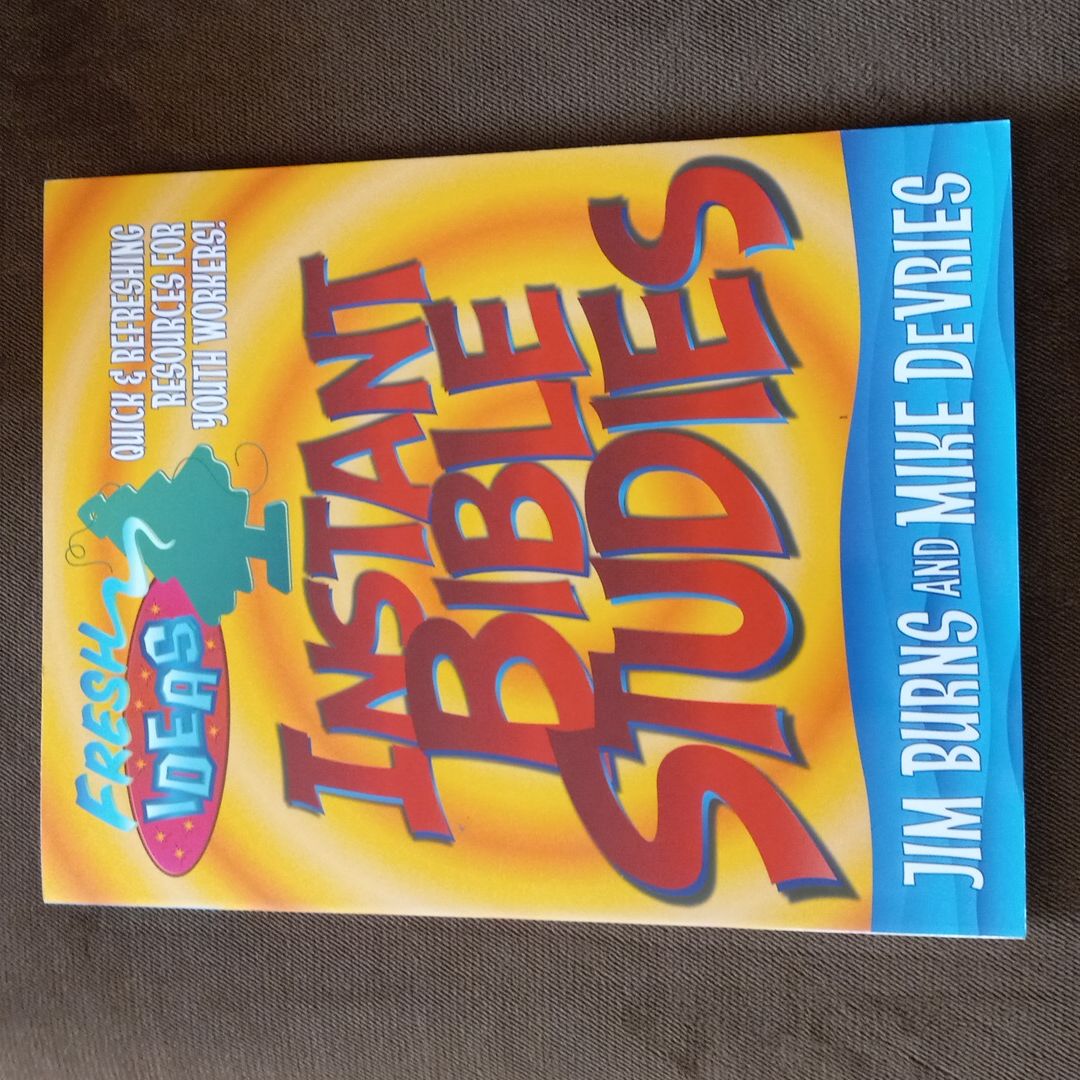 FRESH
IDEAS
QUICK & REFRESHING
RESOURCES FOR
YOUTH WORKERS!
INSTANT
BIBLE
STUDIES
JIM BURNS AND MIKE DEVRIES